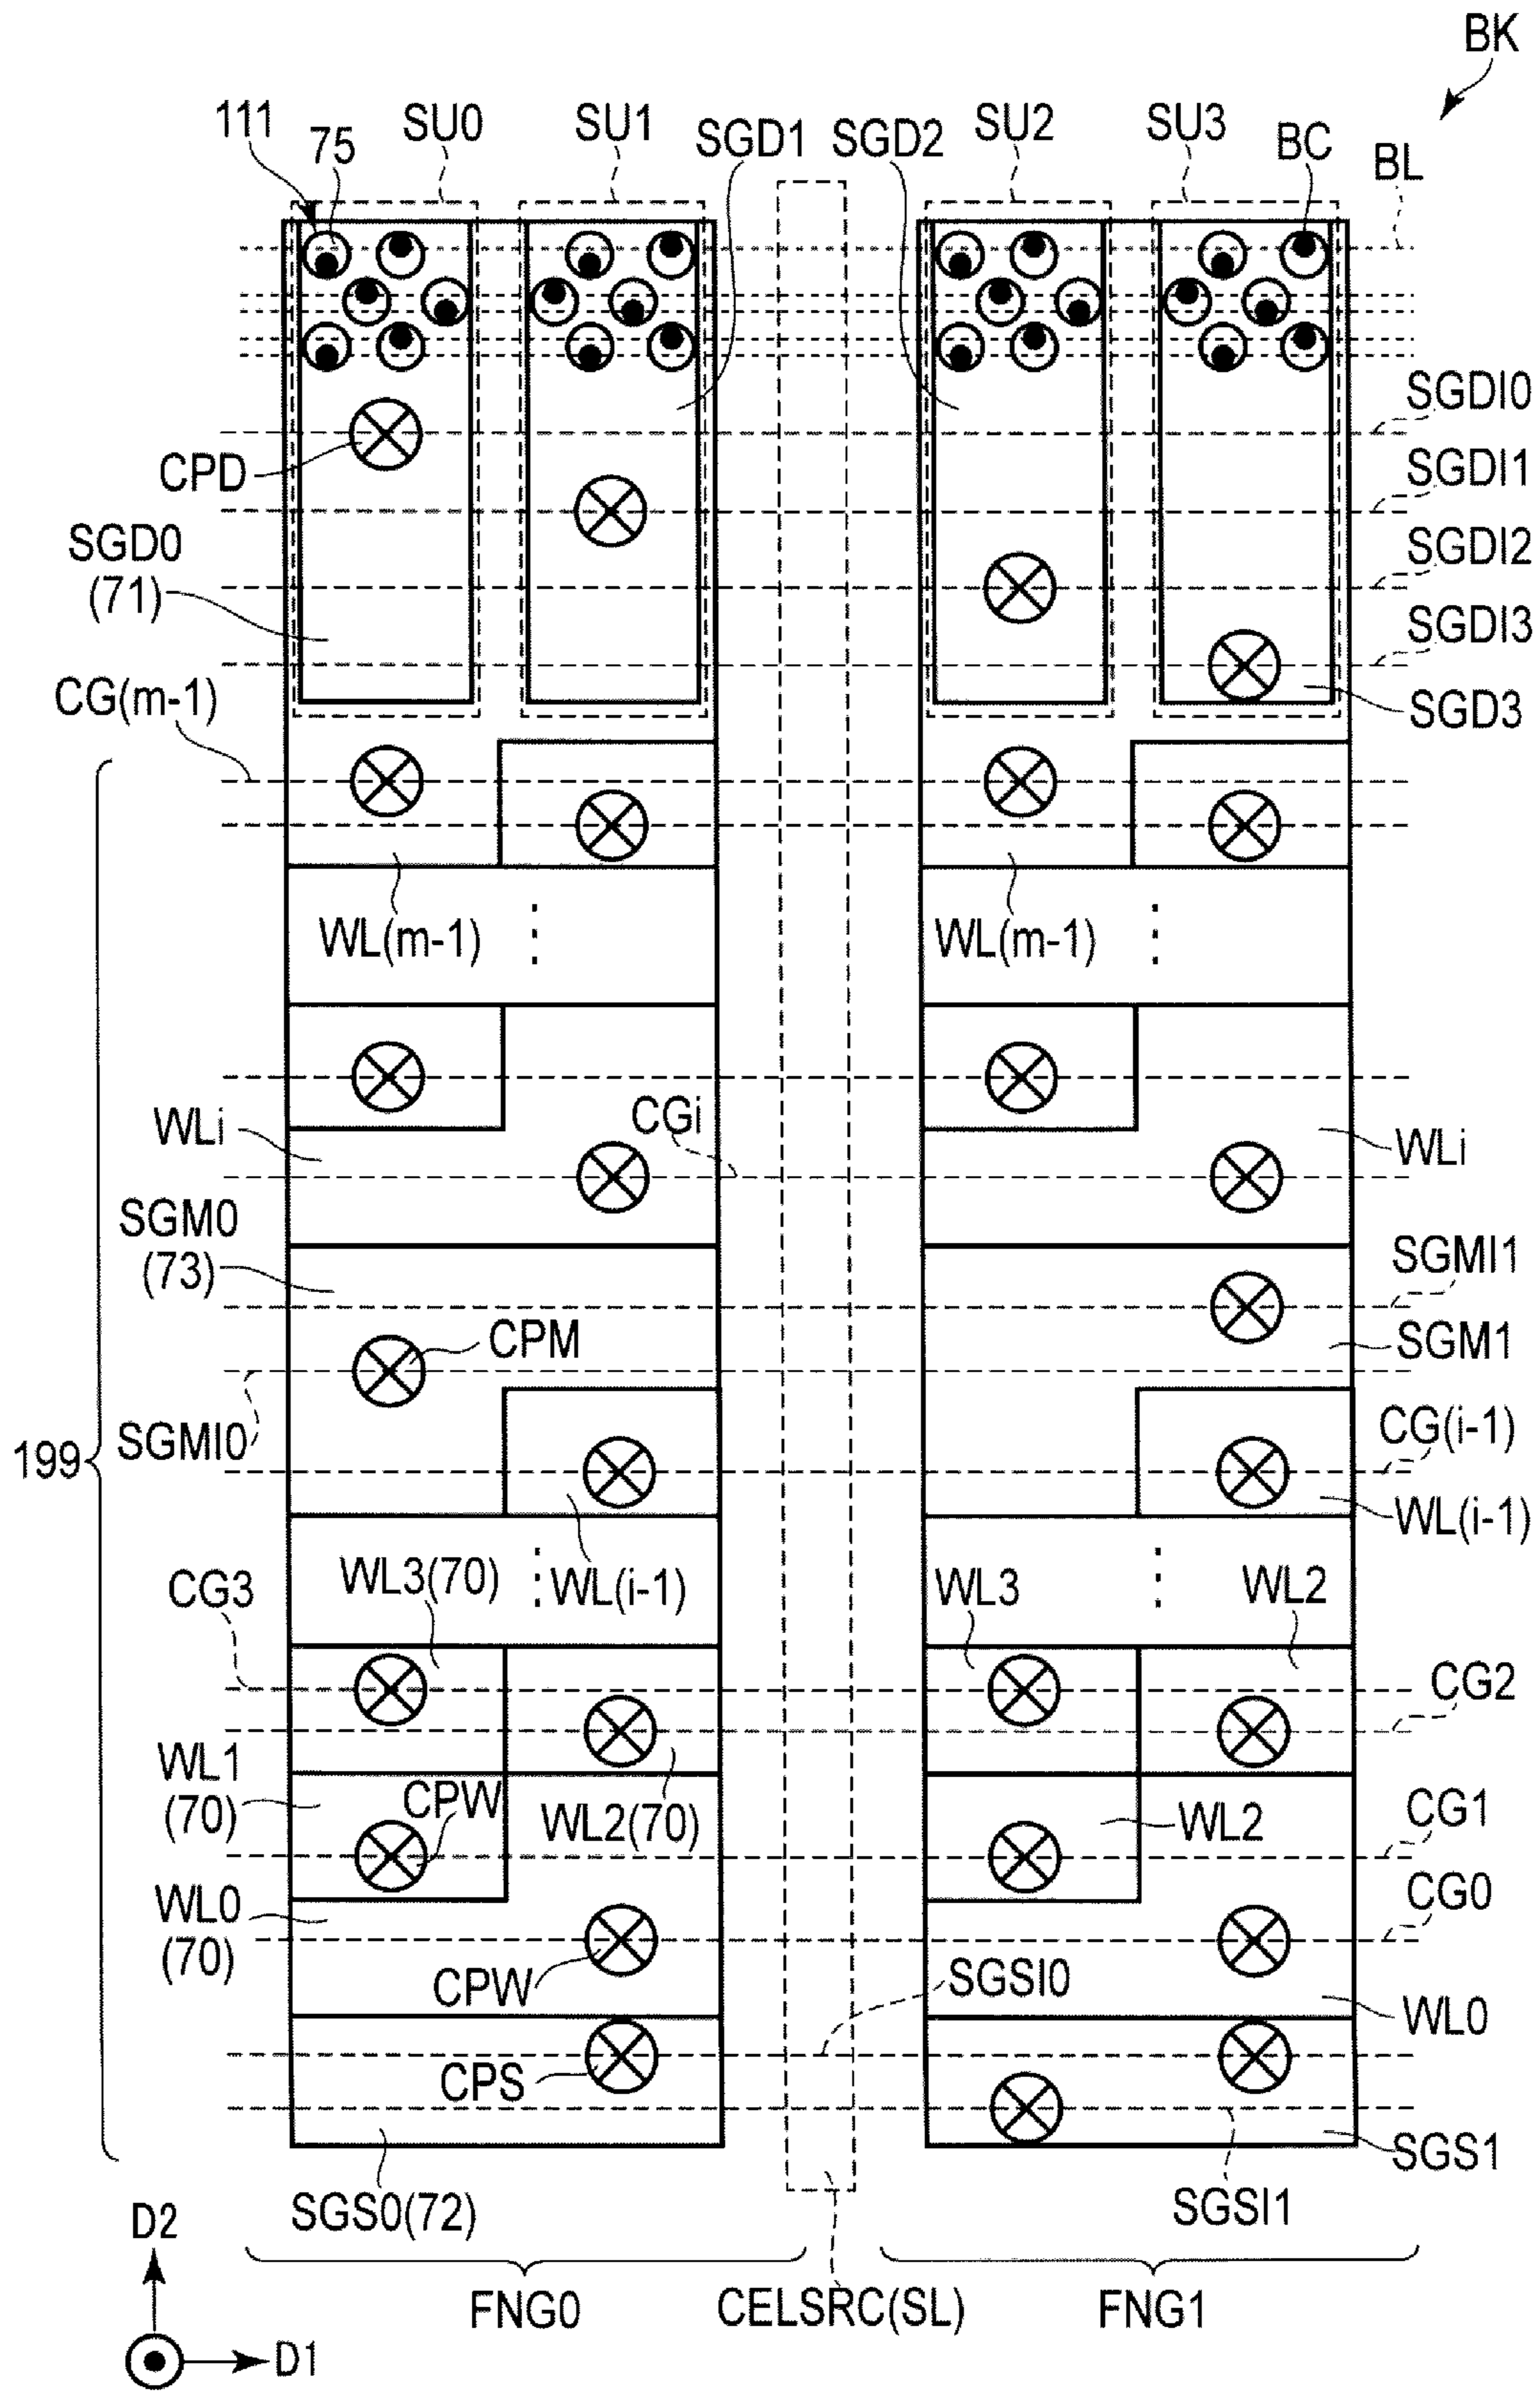 BK
111
75
SU0
SU1
SGD1
SGD2
SU2
SU3
BC
BL
SGDI0
CPD
SGDI1
SGD0
(71)
SGDI2
SGDI3
CG(m-1)
SGD3
WL(m-1)
WL(m-1)
WLi
CGi
WLi
SGM0
(73)
SGMI1
CPM
SGM1
SGMI0
199
CG(i-1)
WL(i-1)
CG3
WL3(70)
WL(i-1)
WL3
WL2
CG2
WL1
(70)
CPW
WL2(70)
WL2
CG1
WL0
(70)
CG0
CPW
SGSI0
WL0
CPS
SGS1
SGS0(72)
SGSI1
D2
FNG0
CELSRC(SL)
FNG1
D1